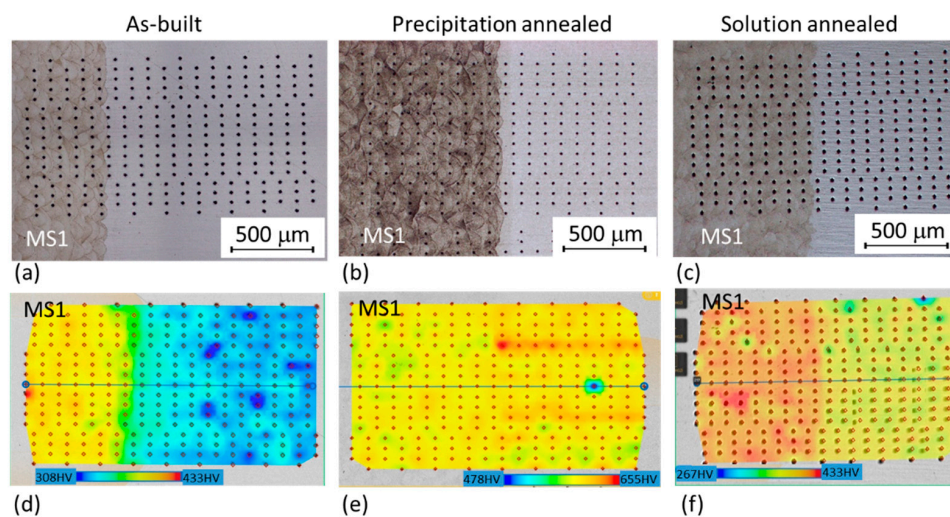 As-built
Precipitation annealed
Solution annealed
MS1
500 μm
MS1
500 μm
MS1
500 μm
(a)
(b)
(c)
MS1
MS1
MS1
308HV
433HV
478HV
655HV
267HV
433HV
(d)
(e)
(f)